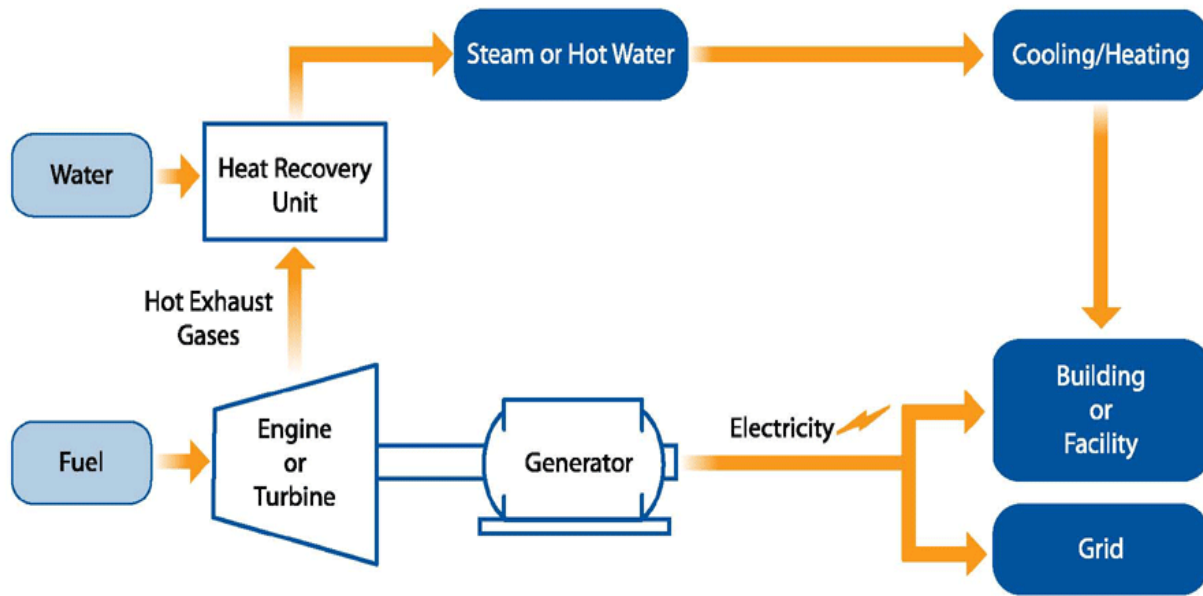 Steam or Hot Water
Cooling/Heating
Water
Heat Recovery
Unit
Hot Exhaust
Gases
Fuel
Engine
or
Turbine
Generator
Electricity
Building
or
Facility
Grid